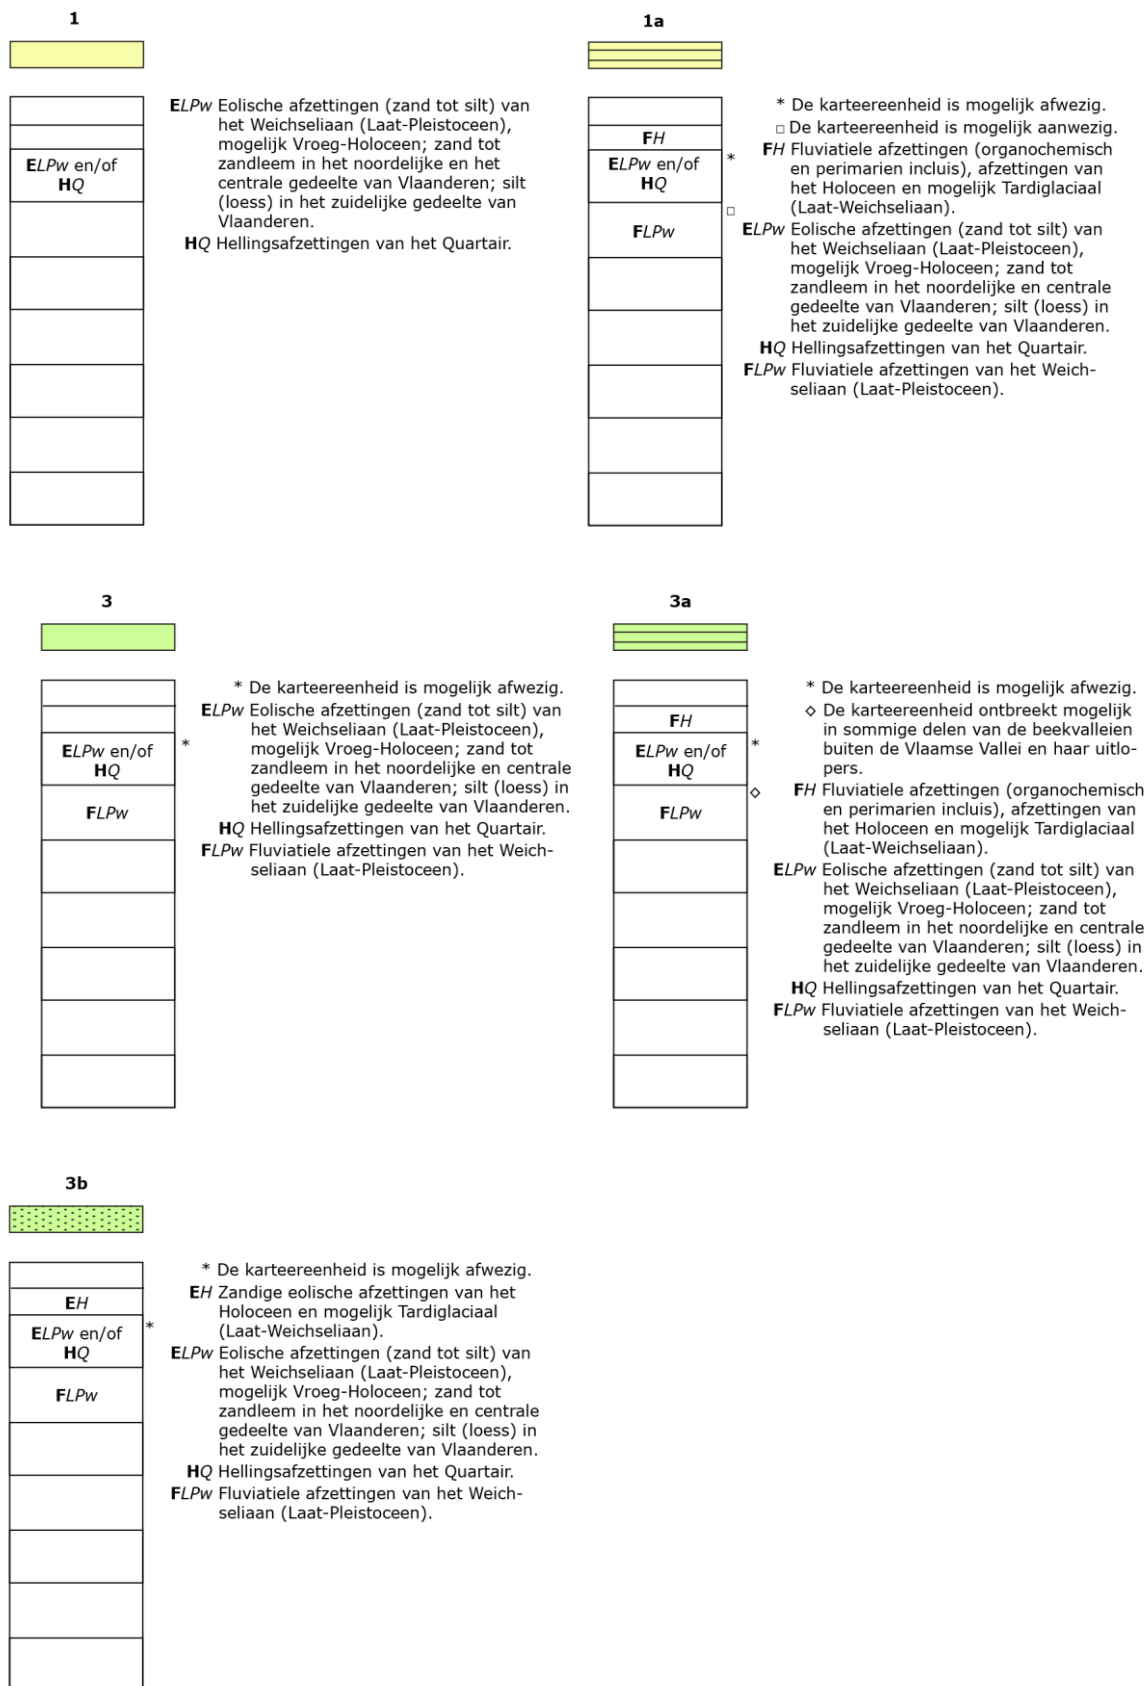 1
ELPw en/of
HQ
ELPw Eolische afzettingen (zand tot silt) van
het Weichseliaan (Laat-Pleistoceen),
mogelijk Vroeg-Holoceen; zand tot
zandleem in het noordelijke en het
centrale gedeelte van Vlaanderen; silt
(loess) in het zuidelijke gedeelte van
Vlaanderen.
HQ Hellingsafzettingen van het Quartair.
1a
FH
ELPw en/of
HQ
*
□
FLPw
* De karteereenheid is mogelijk afwezig.
□ De karteereenheid is mogelijk aanwezig.
FH Fluviatiele afzettingen (organochemisch
en perimarien incluis), afzettingen van
het Holoceen en mogelijk Tardiglaciaal
(Laat-Weichseliaan).
ELPw Eolische afzettingen (zand tot silt) van
het Weichseliaan (Laat-Pleistoceen),
mogelijk Vroeg-Holoceen; zand tot
zandleem in het noordelijke en centrale
gedeelte van Vlaanderen; silt (loess) in
het zuidelijke gedeelte van Vlaanderen.
HQ Hellingsafzettingen van het Quartair.
FLPw Fluviatiele afzettingen van het Weich-
seliaan (Laat-Pleistoceen).
3
ELPw en/of
HQ
*
FLPw
* De karteereenheid is mogelijk afwezig.
ELPw Eolische afzettingen (zand tot silt) van
het Weichseliaan (Laat-Pleistoceen),
mogelijk Vroeg-Holoceen; zand tot
zandleem in het noordelijke en centrale
gedeelte van Vlaanderen; silt (loess) in
het zuidelijke gedeelte van Vlaanderen.
HQ Hellingsafzettingen van het Quartair.
FLPw Fluviatiele afzettingen van het Weich-
seliaan (Laat-Pleistoceen).
3a
FH
ELPw en/of
HQ
*
◇
FLPw
* De karteereenheid is mogelijk afwezig.
◇ De karteereenheid ontbreekt mogelijk
in sommige delen van de beekvalleien
buiten de Vlaamse Vallei en haar uitlo-
pers.
FH Fluviatiele afzettingen (organochemisch
en perimarien incluis), afzettingen van
het Holoceen en mogelijk Tardiglaciaal
(Laat-Weichseliaan).
ELPw Eolische afzettingen (zand tot silt) van
het Weichseliaan (Laat-Pleistoceen),
mogelijk Vroeg-Holoceen; zand tot
zandleem in het noordelijke en centrale
gedeelte van Vlaanderen; silt (loess) in
het zuidelijke gedeelte van Vlaanderen.
HQ Hellingsafzettingen van het Quartair.
FLPw Fluviatiele afzettingen van het Weich-
seliaan (Laat-Pleistoceen).
3b
EH
ELPw en/of
HQ
*
FLPw
* De karteereenheid is mogelijk afwezig.
EH Zandige eolische afzettingen van het
Holoceen en mogelijk Tardiglaciaal
(Laat-Weichseliaan).
ELPw Eolische afzettingen (zand tot silt) van
het Weichseliaan (Laat-Pleistoceen),
mogelijk Vroeg-Holoceen; zand tot
zandleem in het noordelijke en centrale
gedeelte van Vlaanderen; silt (loess) in
het zuidelijke gedeelte van Vlaanderen.
HQ Hellingsafzettingen van het Quartair.
FLPw Fluviatiele afzettingen van het Weich-
seliaan (Laat-Pleistoceen).